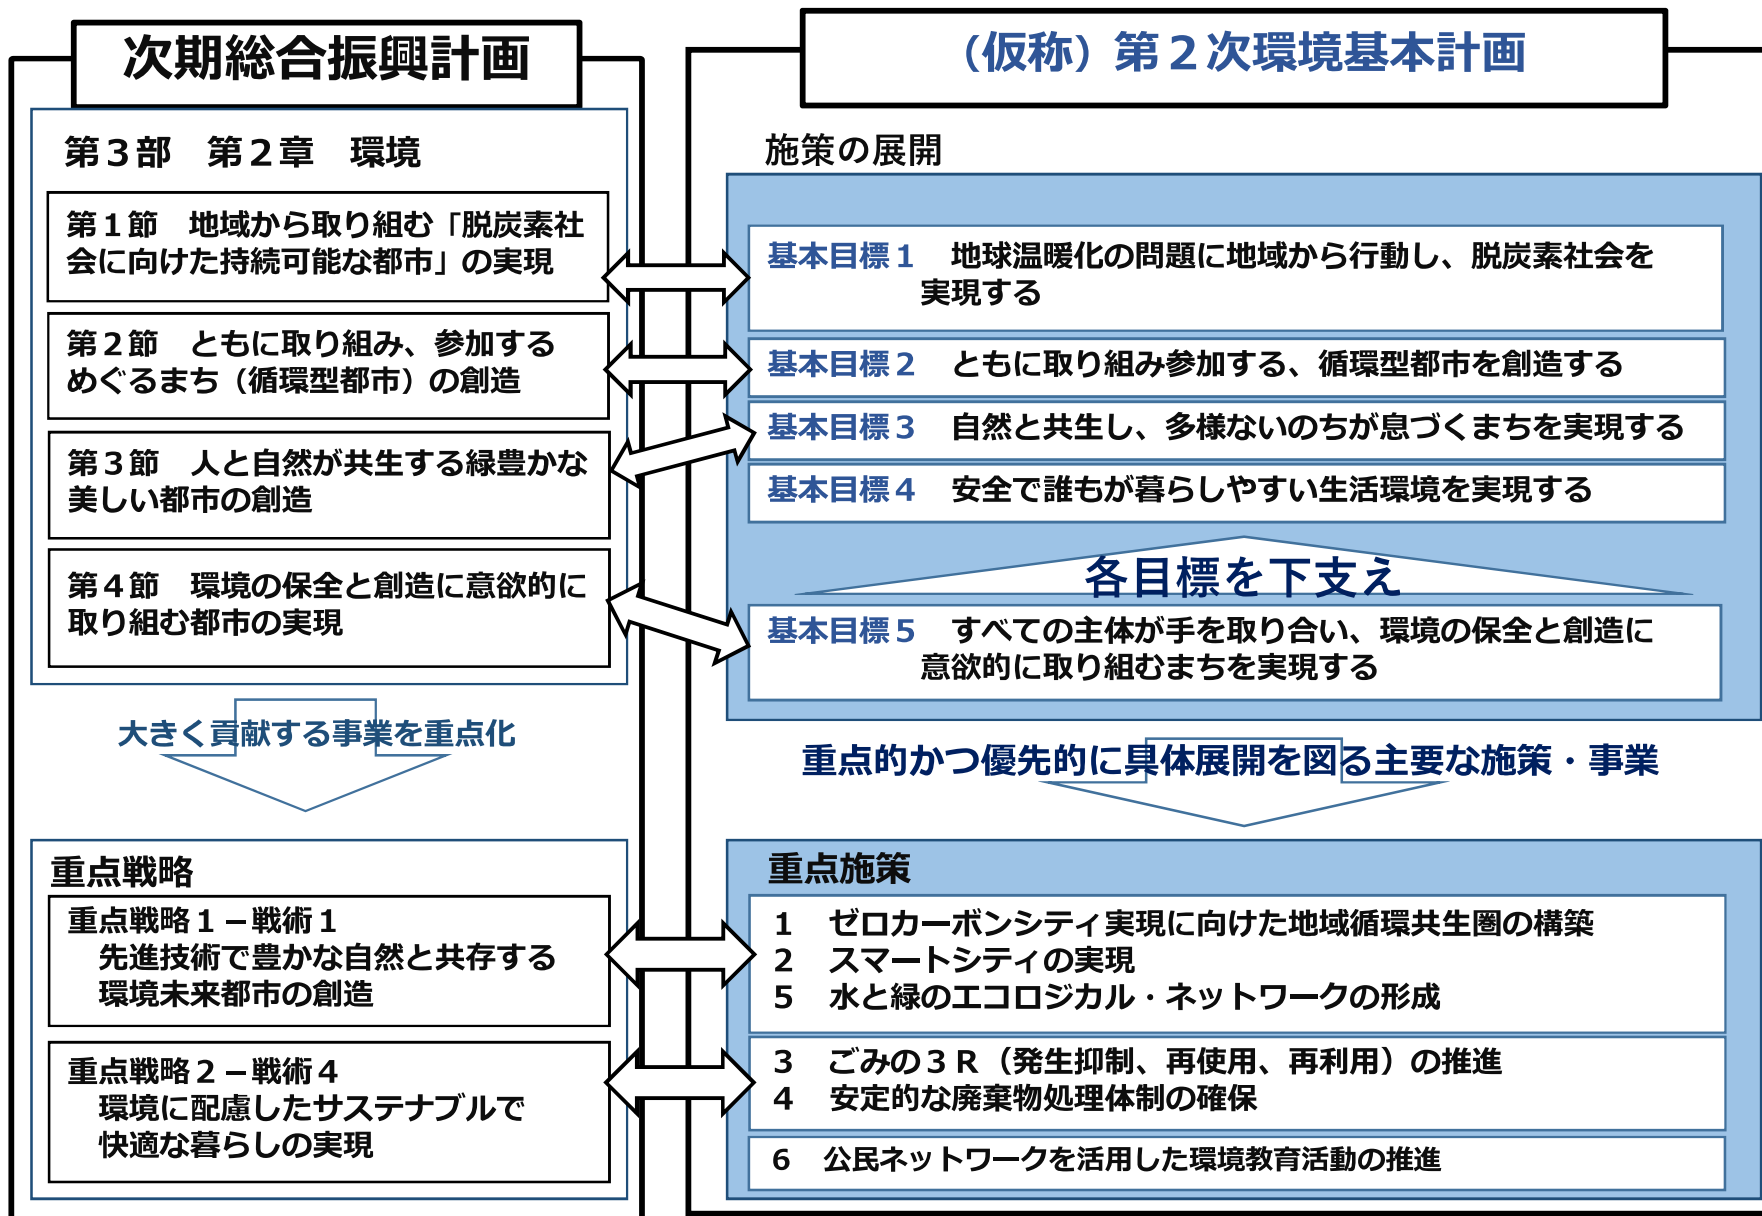 次期総合振興計画
第３部　第２章　環境
第１節　地域から取り組む「脱炭素社
会に向けた持続可能な都市」の実現
第２節　ともに取り組み、参加する
めぐるまち（循環型都市）の創造
第３節　人と自然が共生する緑豊かな
美しい都市の創造
第４節　環境の保全と創造に意欲的に
取り組む都市の実現
大きく貢献する事業を重点化
重点戦略
重点戦略１－戦術１
先進技術で豊かな自然と共存する
環境未来都市の創造
重点戦略２－戦術４
環境に配慮したサステナブルで
快適な暮らしの実現
（仮称）第２次環境基本計画
施策の展開
基本目標１　地球温暖化の問題に地域から行動し、脱炭素社会を
実現する
基本目標２　ともに取り組み参加する、循環型都市を創造する
基本目標３　自然と共生し、多様ないのちが息づくまちを実現する
基本目標４　安全で誰もが暮らしやすい生活環境を実現する
各目標を下支え
基本目標５　すべての主体が手を取り合い、環境の保全と創造に
意欲的に取り組むまちを実現する
重点的かつ優先的に具体展開を図る主要な施策・事業
重点施策
１　ゼロカーボンシティ実現に向けた地域循環共生圏の構築
２　スマートシティの実現
５　水と緑のエコロジカル・ネットワークの形成
３　ごみの３Ｒ（発生抑制、再使用、再利用）の推進
４　安定的な廃棄物処理体制の確保
６　公民ネットワークを活用した環境教育活動の推進